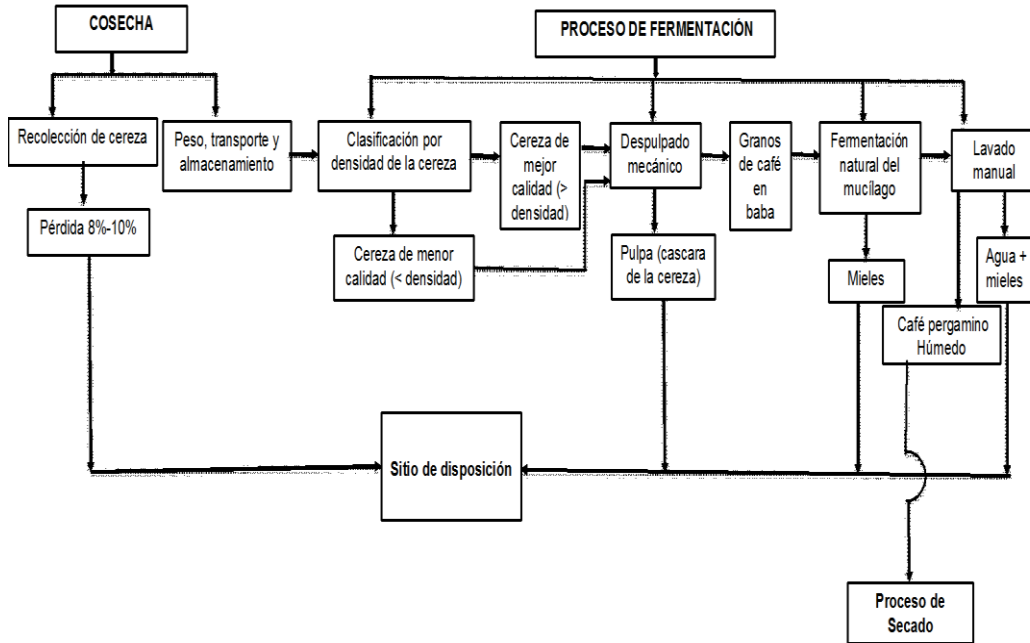 COSECHA
PROCESO DE FERMENTACIÓN
Recolección de cereza
Peso, transporte y
almacenamiento
Clasificación por
densidad de la cereza
Cereza de
mejor
calidad (>
densidad)
Despulpado
mecánico
Granos
de café
en
baba
Fermentación
natural del
mucílago
Lavado
manual
Pérdida 8%-10%
Cereza de menor
calidad (< densidad)
Pulpa (cascara
de la cereza)
Mieles
Agua +
mieles
Café pergamino
Húmedo
Sitio de disposición
Proceso de
Secado